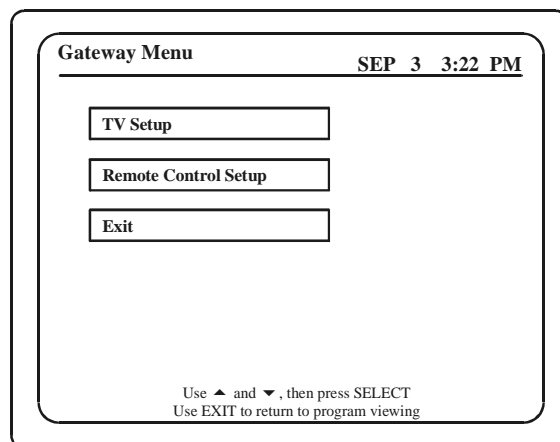 Gateway Menu
SEP 3 3:22 PM
TV Setup
Remote Control Setup
Exit
Use ▲ and ▼, then press SELECT
Use EXIT to return to program viewing